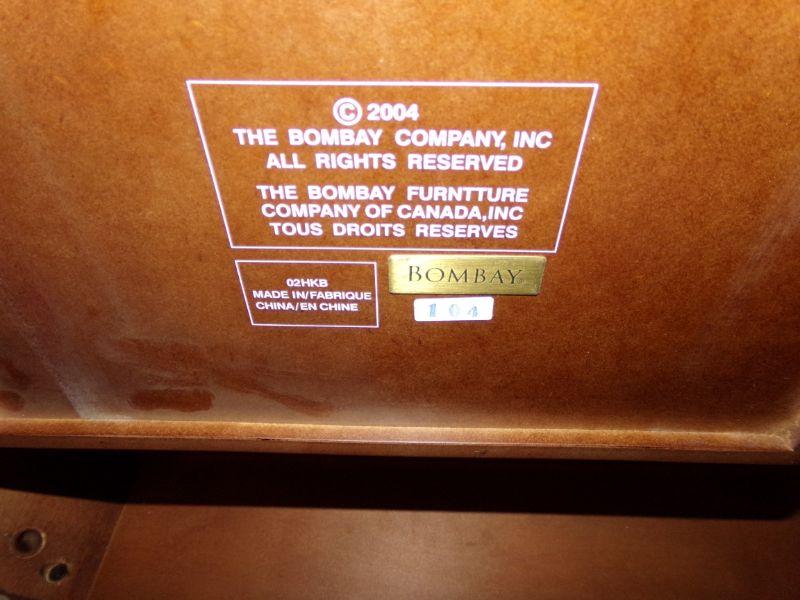 © 2004
THE BOMBAY COMPANY, INC
ALL RIGHTS RESERVED
THE BOMBAY FURNTTURE
COMPANY OF CANADA,INC
TOUS DROITS RESERVES
02HKB
MADE IN/FABRIQUE
CHINA/EN CHINE
BOMBAY
104